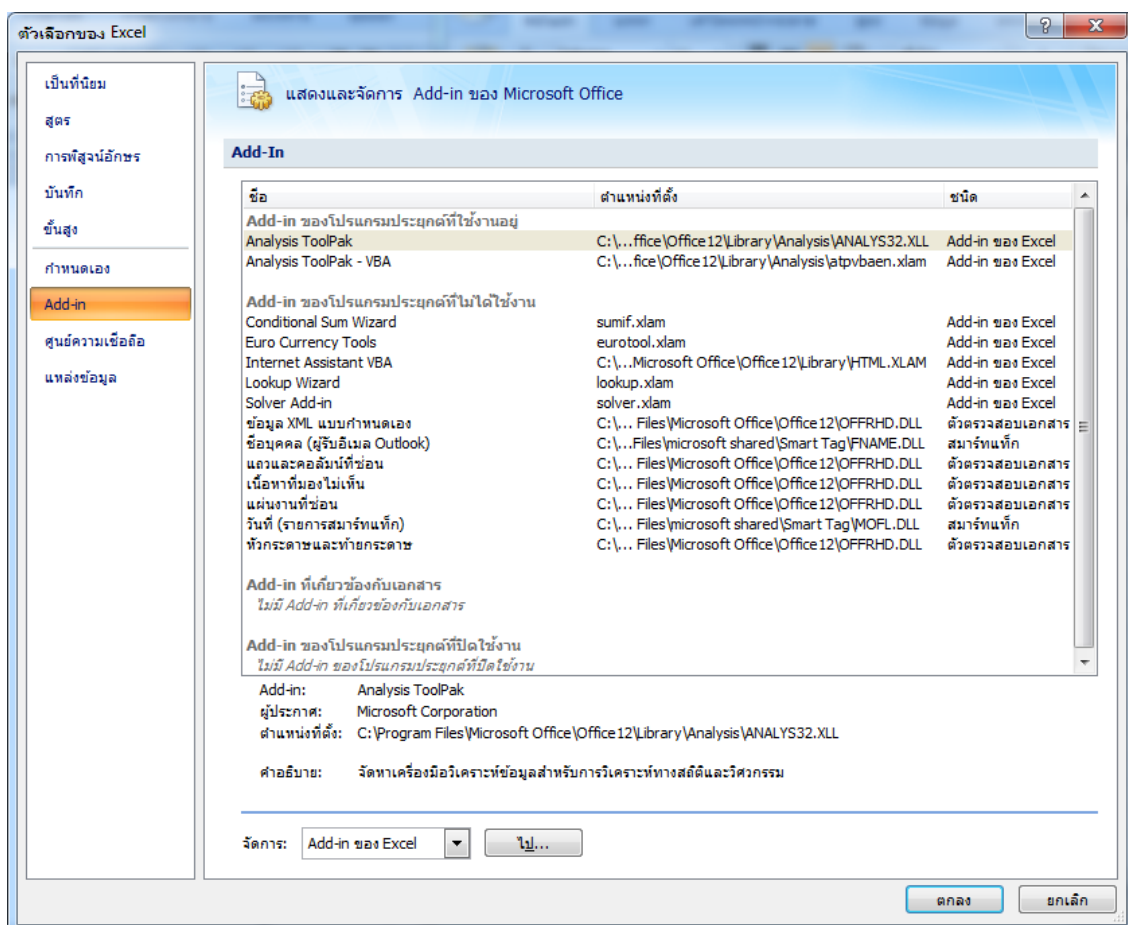 ตัวเลือกของ Excel
เป็นที่นิยม
สูตร
การพิสูจน์อักษร
บันทึก
ขั้นสูง
กำหนดเอง
Add-in
ศูนย์ความเชื่อถือ
แหล่งข้อมูล
แสดงและจัดการ Add-in ของ Microsoft Office
Add-In
ชื่อ ตำแหน่งที่ตั้ง ชนิด
Add-in ของโปรแกรมประยุกต์ที่ใช้งานอยู่
Analysis ToolPak C:\...ffice\Office12\Library\Analysis\ANALYS32.XLL Add-in ของ Excel
Analysis ToolPak - VBA C:\...fice\Office12\Library\Analysis\atpvbaen.xlam Add-in ของ Excel
Add-in ของโปรแกรมประยุกต์ที่ไม่ได้ใช้งาน
Conditional Sum Wizard sumif.xlam Add-in ของ Excel
Euro Currency Tools eurotool.xlam Add-in ของ Excel
Internet Assistant VBA C:\...Microsoft Office\Office12\Library\HTML.XLAM Add-in ของ Excel
Lookup Wizard lookup.xlam Add-in ของ Excel
Solver Add-in solver.xlam Add-in ของ Excel
ข้อมูล XML แบบกำหนดเอง C:\... Files\Microsoft Office\Office12\OFFRHD.DLL ตัวตรวจสอบเอกสาร
ชื่อบุคคล (ผู้รับอีเมล Outlook) C:\...Files\microsoft shared\Smart Tag\FNAME.DLL สมาร์ทแท็ก
แถวและคอลัมน์ที่ซ่อน C:\... Files\Microsoft Office\Office12\OFFRHD.DLL ตัวตรวจสอบเอกสาร
เนื้อหาที่มองไม่เห็น C:\... Files\Microsoft Office\Office12\OFFRHD.DLL ตัวตรวจสอบเอกสาร
แผ่นงานที่ซ่อน C:\... Files\Microsoft Office\Office12\OFFRHD.DLL ตัวตรวจสอบเอกสาร
วันที่ (รายการสมาร์ทแท็ก) C:\... Files\microsoft shared\Smart Tag\MOFL.DLL สมาร์ทแท็ก
หัวกระดาษและท้ายกระดาษ C:\... Files\Microsoft Office\Office12\OFFRHD.DLL ตัวตรวจสอบเอกสาร
Add-in ที่เกี่ยวข้องกับเอกสาร
ไม่มี Add-in ที่เกี่ยวข้องกับเอกสาร
Add-in ของโปรแกรมประยุกต์ที่ปิดใช้งาน
ไม่มี Add-in ของโปรแกรมประยุกต์ที่ปิดใช้งาน
Add-in: Analysis ToolPak
ผู้ประกาศ: Microsoft Corporation
ตำแหน่งที่ตั้ง: C:\Program Files\Microsoft Office\Office12\Library\Analysis\ANALYS32.XLL
คำอธิบาย: จัดหาเครื่องมือวิเคราะห์ข้อมูลสำหรับการวิเคราะห์ทางสถิติและวิศวกรรม
จัดการ: Add-in ของ Excel ไป...
ตกลง ยกเลิก